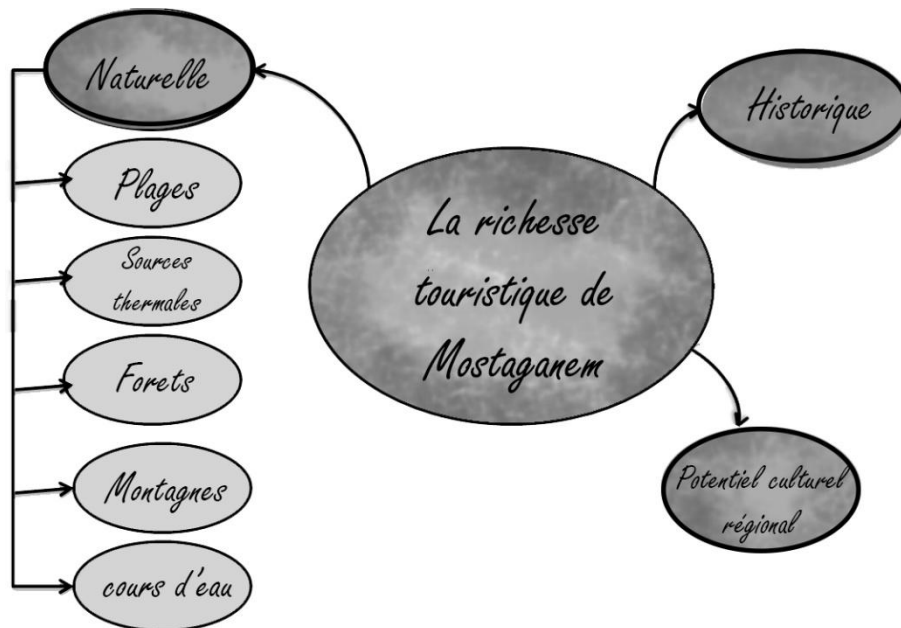 Naturelle
Plages
Sources
thermales
Forets
Montagnes
cours d'eau
La richesse
touristique de
Mostaganem
Historique
Potentiel culturel
régional